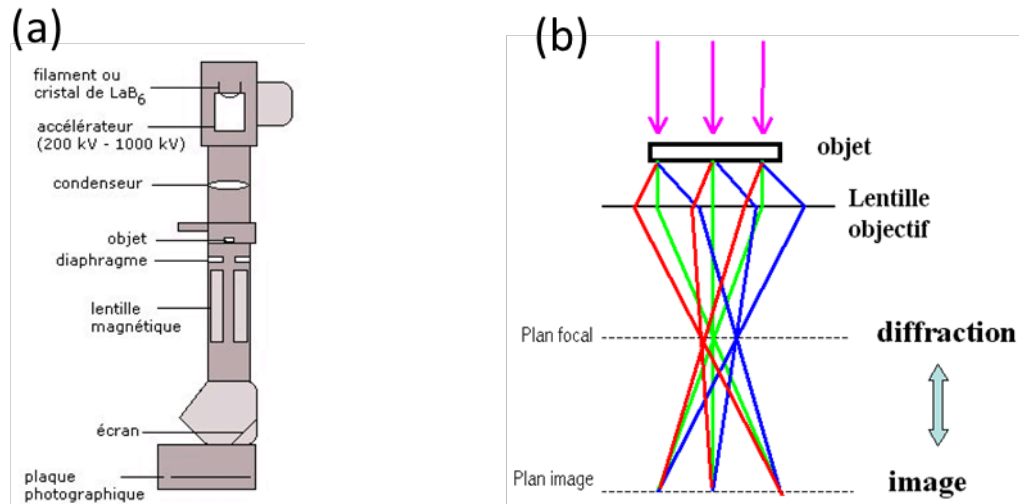 (a)
filament ou
cristal de LaB6
accélérateur
(200 kV - 1000 kV)
condenseur
objet
diaphragme
lentille
magnétique
écran
plaque
photographique
(b)
objet
Lentille
objectif
Plan focal
diffraction
Plan image
image